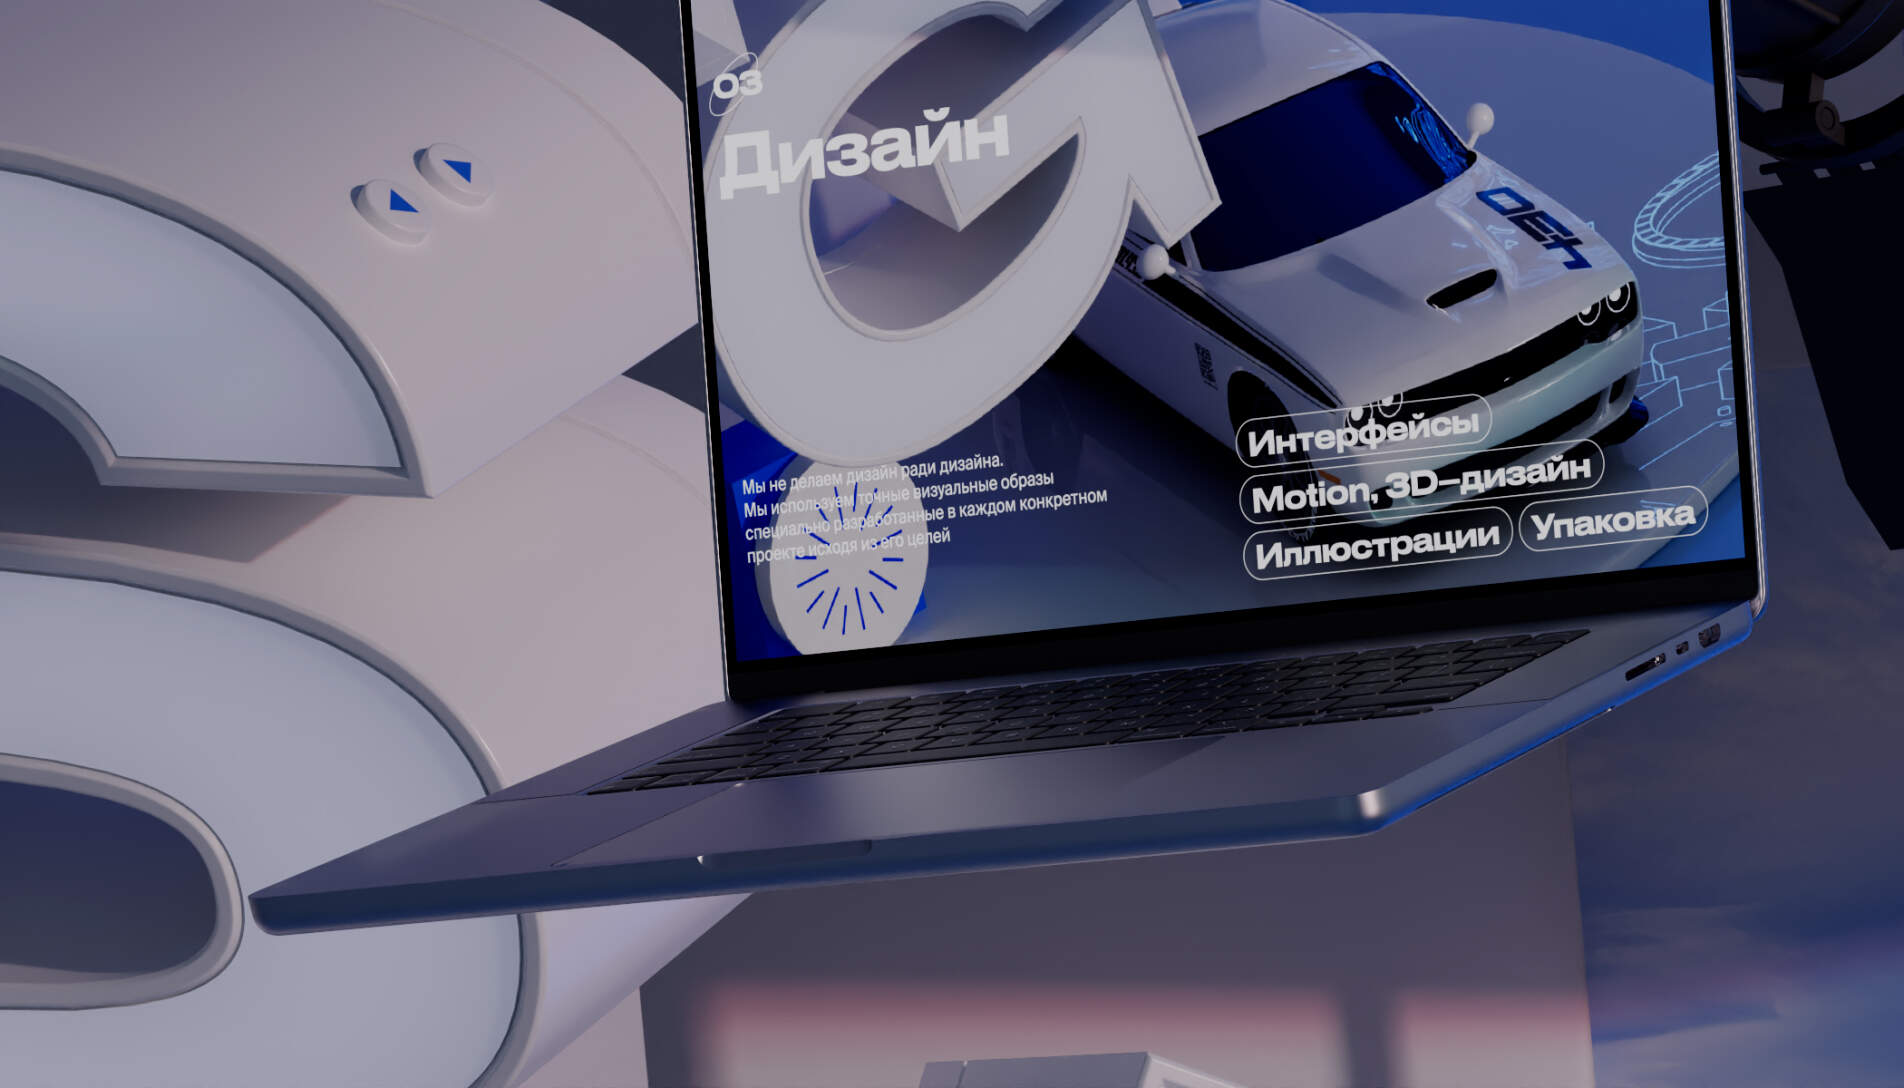 03
Дизайн
Мы не делаем дизайн ради дизайна.
Мы используем точные визуальные образы
специально разработанные в каждом конкретном
проекте исходя из его целей
Интерфейсы
Motion, 3D–дизайн
Иллюстрации
Упаковка